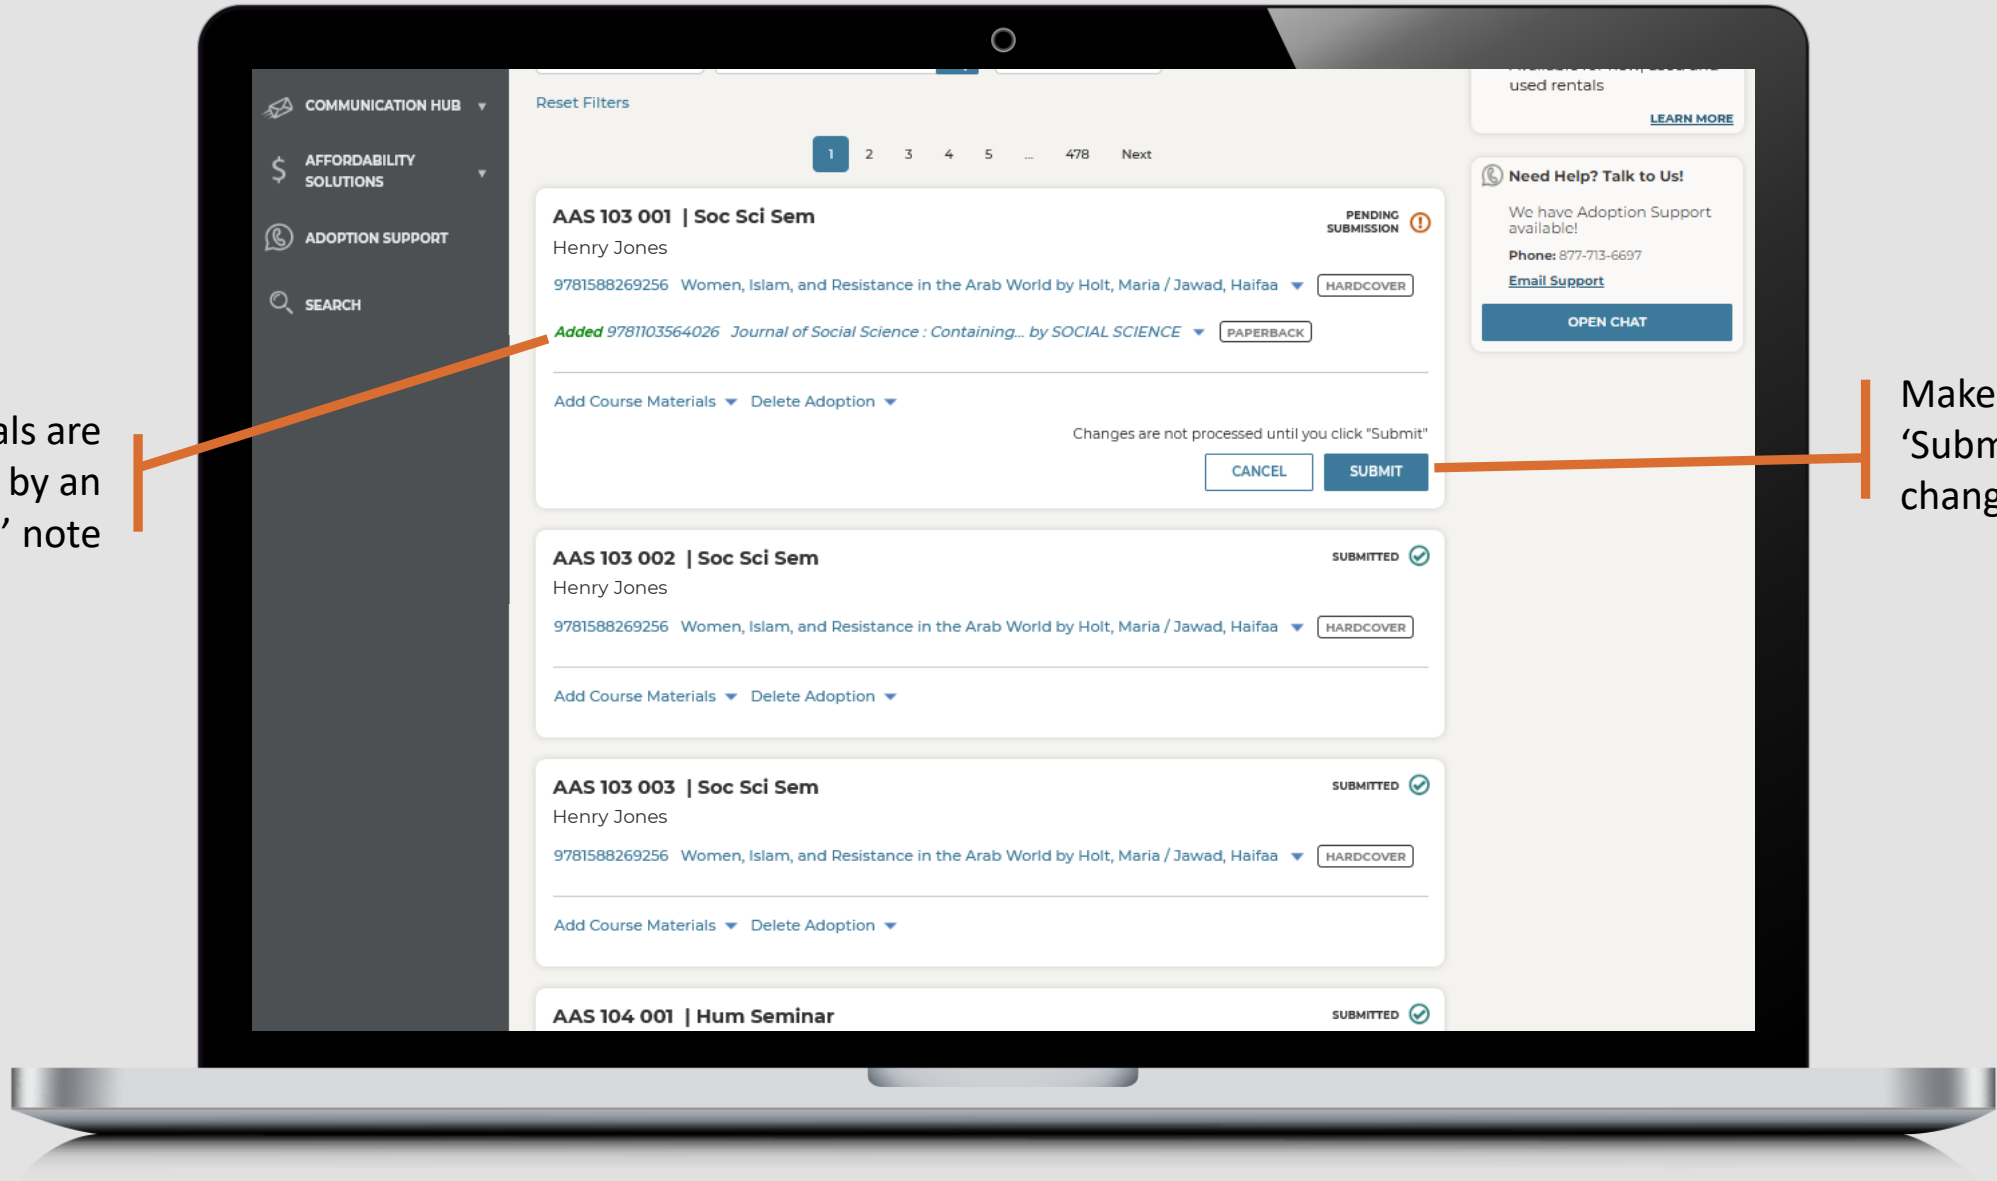 COMMUNICATION HUB
AFFORDABILITY
SOLUTIONS
ADOPTION SUPPORT
SEARCH
Reset Filters
1 2 3 4 5 ... 478 Next
AAS 103 001 | Soc Sci Sem
PENDING
SUBMISSION
Henry Jones
9781588269256 Women, Islam, and Resistance in the Arab World by Holt, Maria / Jawad, Haifaa HARDCOVER
Added 9781103564026 Journal of Social Science : Containing... by SOCIAL SCIENCE PAPERBACK
Add Course Materials Delete Adoption
Changes are not processed until you click "Submit"
CANCEL SUBMIT
AAS 103 002 | Soc Sci Sem SUBMITTED
Henry Jones
9781588269256 Women, Islam, and Resistance in the Arab World by Holt, Maria / Jawad, Haifaa HARDCOVER
Add Course Materials Delete Adoption
AAS 103 003 | Soc Sci Sem SUBMITTED
Henry Jones
9781588269256 Women, Islam, and Resistance in the Arab World by Holt, Maria / Jawad, Haifaa HARDCOVER
Add Course Materials Delete Adoption
AAS 104 001 | Hum Seminar SUBMITTED
used rentals
LEARN MORE
Need Help? Talk to Us!
We have Adoption Support
available!
Phone: 877-713-6697
Email Support
OPEN CHAT
are
by an
’ note
Make